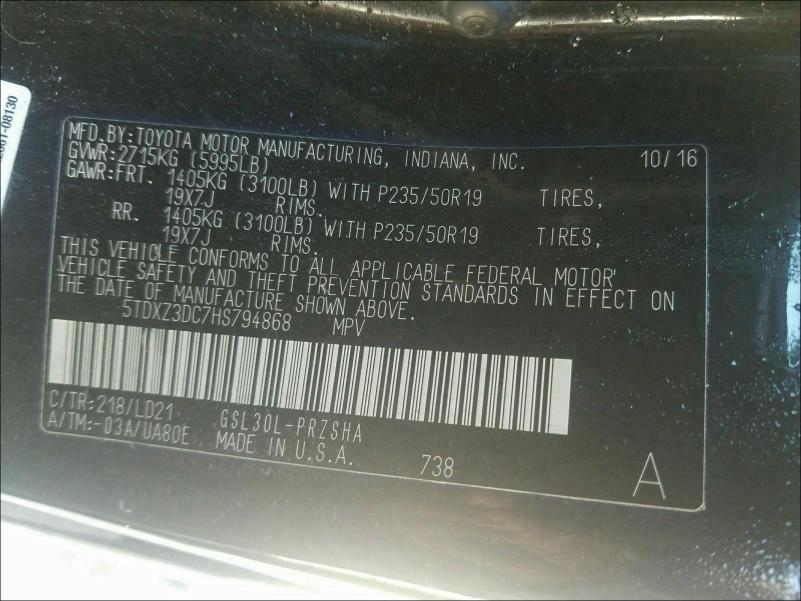 2381-08130
MFD.BY:TOYOTA MOTOR MANUFACTURING, INDIANA, INC. 10/16
GVWR:2715KG (5995LB)
GAWR:FRT. 1405KG (3100LB) WITH P235/50R19 TIRES,
19X7J RIMS.
RR. 1405KG (3100LB) WITH P235/50R19 TIRES,
19X7J RIMS.
THIS VEHICLE CONFORMS TO ALL APPLICABLE FEDERAL MOTOR
VEHICLE SAFETY AND THEFT PREVENTION STANDARDS IN EFFECT ON
THE DATE OF MANUFACTURE SHOWN ABOVE.
5TDXZ3DC7HS794868 MPV
C/TR:218/LD21 GSL30L-PRZSHA
A/TM:-03A/UA80E MADE IN U.S.A. 738 A